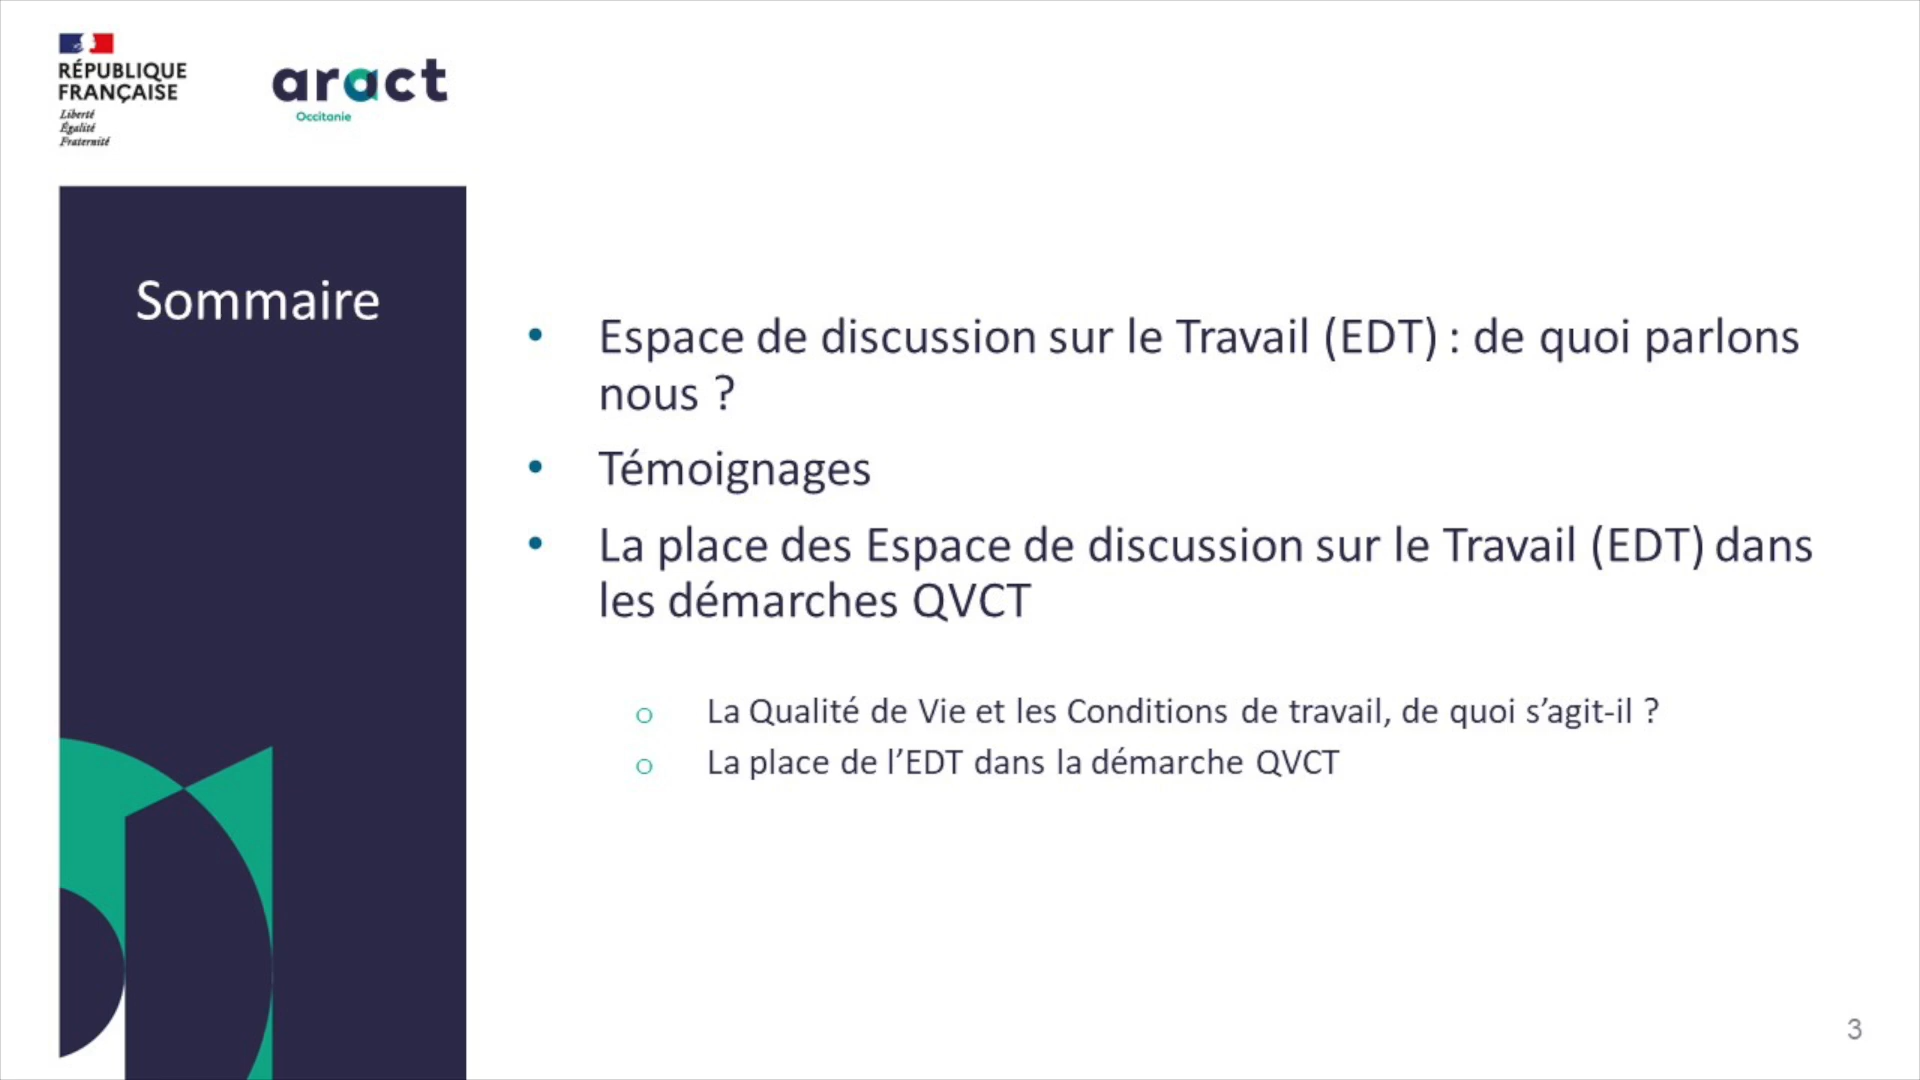 RÉPUBLIQUE
FRANÇAISE
Liberté
Égalité
Fraternité
aract
Occitanie
Sommaire
• Espace de discussion sur le Travail (EDT) : de quoi parlons
nous ?
• Témoignages
• La place des Espace de discussion sur le Travail (EDT) dans
les démarches QVCT
o La Qualité de Vie et les Conditions de travail, de quoi s’agit-il ?
o La place de l’EDT dans la démarche QVCT
3